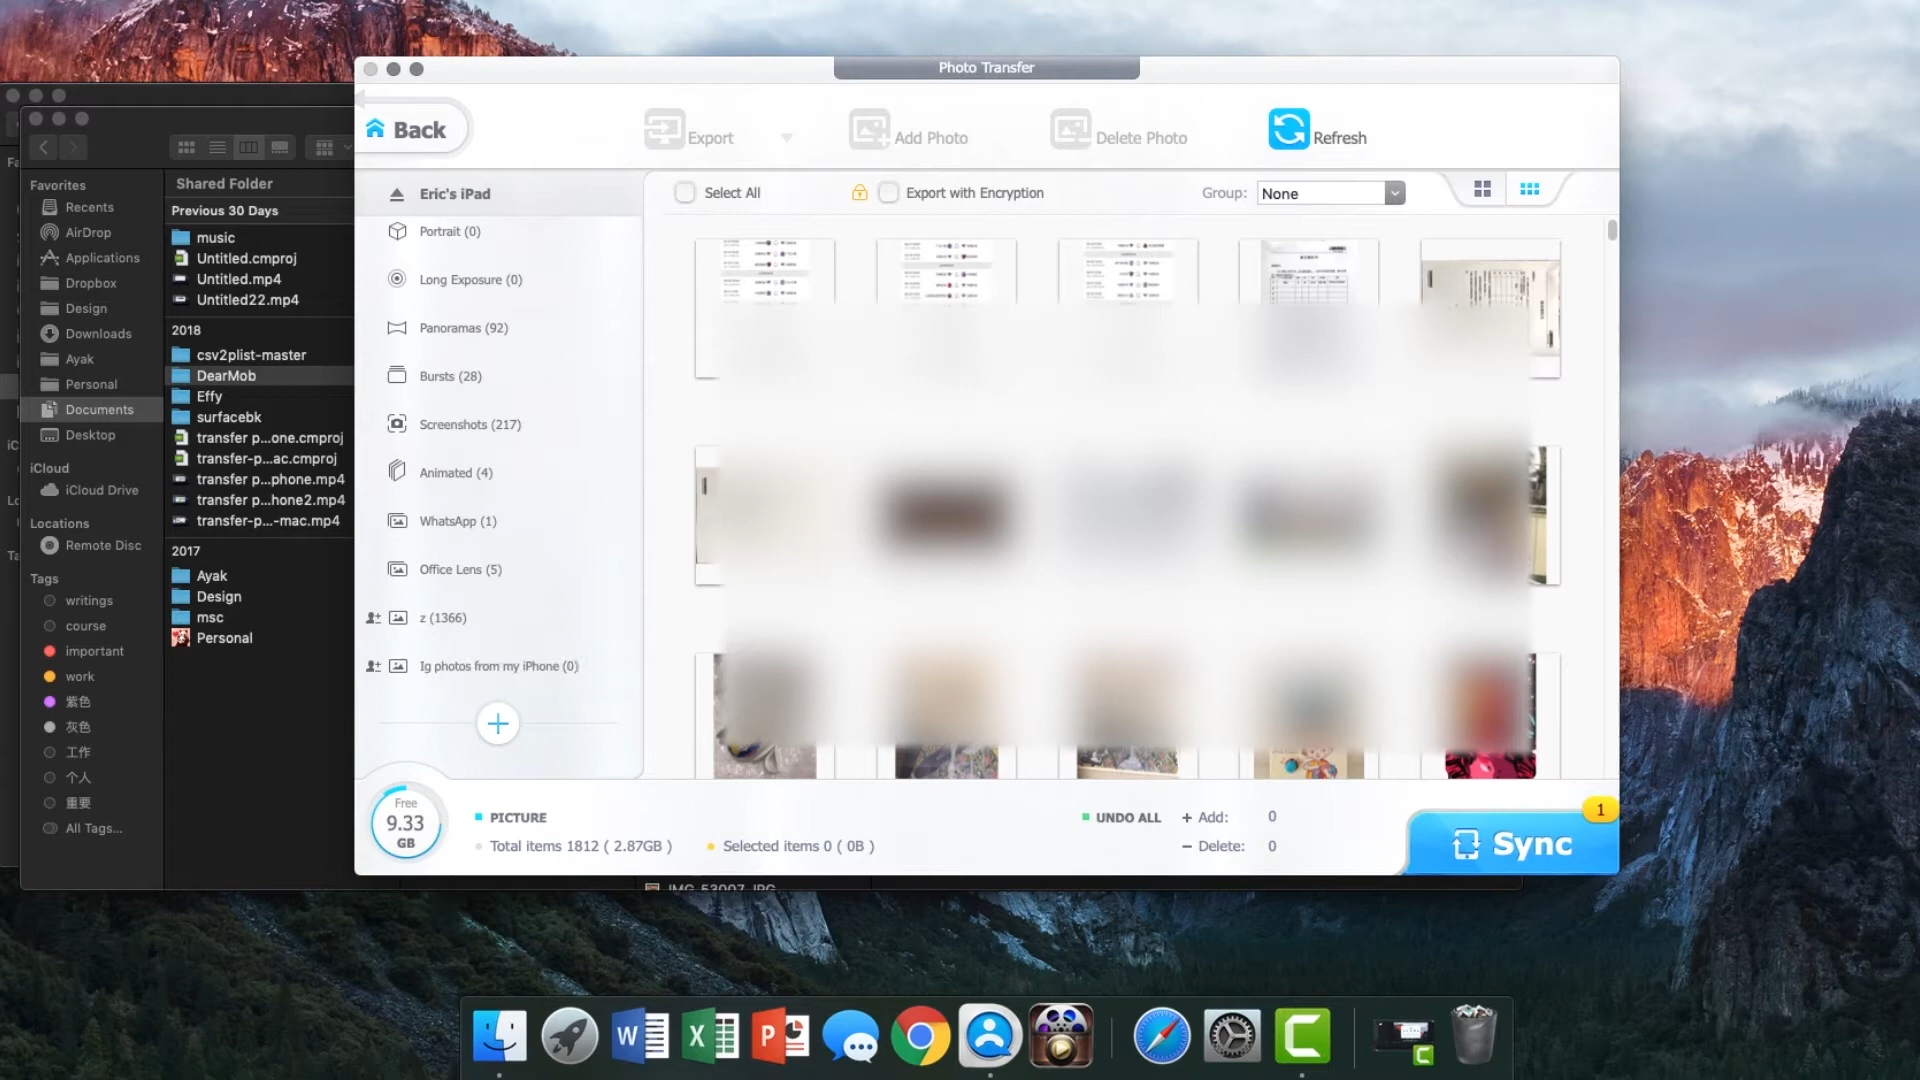 Photo Transfer
Back
Export
Add Photo
Delete Photo
Refresh
Eric's iPad
Select All
Export with Encryption
Group:
None
Portrait (0)
Long Exposure (0)
Panoramas (92)
Bursts (28)
Screenshots (217)
Animated (4)
WhatsApp (1)
Office Lens (5)
z (1366)
Ig photos from my iPhone (0)
Free
9.33
GB
PICTURE
Total items 1812 ( 2.87GB )
Selected items 0 ( 0B )
UNDO ALL
+ Add: 0
− Delete: 0
1
Sync
Favorites
Recents
AirDrop
Applications
Dropbox
Design
Downloads
Ayak
Personal
Documents
Desktop
iCloud
iCloud Drive
Locations
Remote Disc
Tags
writings
course
important
work
紫色
灰色
工作
个人
重要
All Tags...
Shared Folder
Previous 30 Days
music
Untitled.cmproj
Untitled.mp4
Untitled22.mp4
2018
csv2plist-master
DearMob
Effy
surfacebk
transfer p...one.cmproj
transfer-p...ac.cmproj
transfer p...phone.mp4
transfer p...hone2.mp4
transfer-p...-mac.mp4
2017
Ayak
Design
msc
Personal
IMG_53007.JPG
W
X
P
C
C